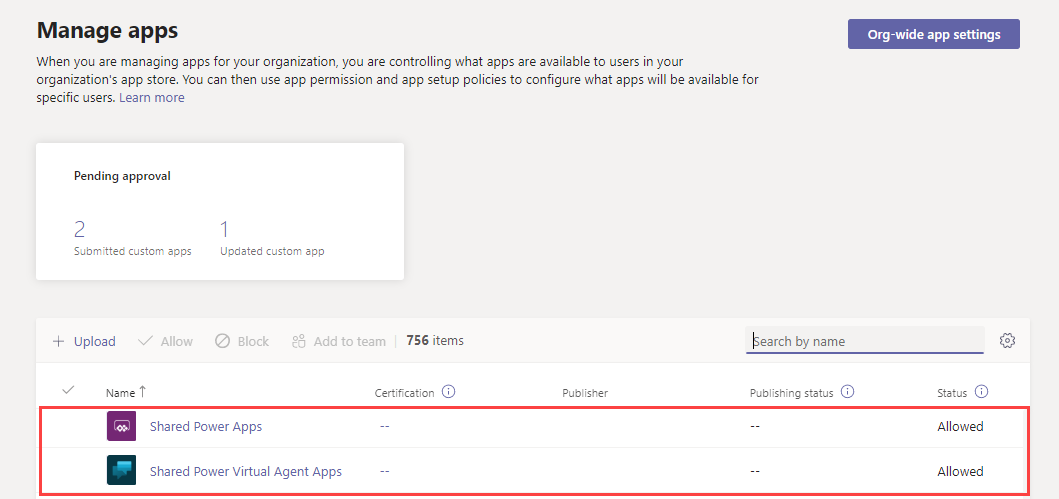 Manage apps
Org-wide app settings
When you are managing apps for your organization, you are controlling what apps are available to users in your
organization's app store. You can then use app permission and app setup policies to configure what apps will be available for
specific users. Learn more
Pending approval
2 1
Submitted custom apps Updated custom app
+ Upload Allow Block Add to team | 756 items Search by name
Name ↑ Certification Publisher Publishing status Status
Shared Power Apps -- -- Allowed
Shared Power Virtual Agent Apps -- -- Allowed